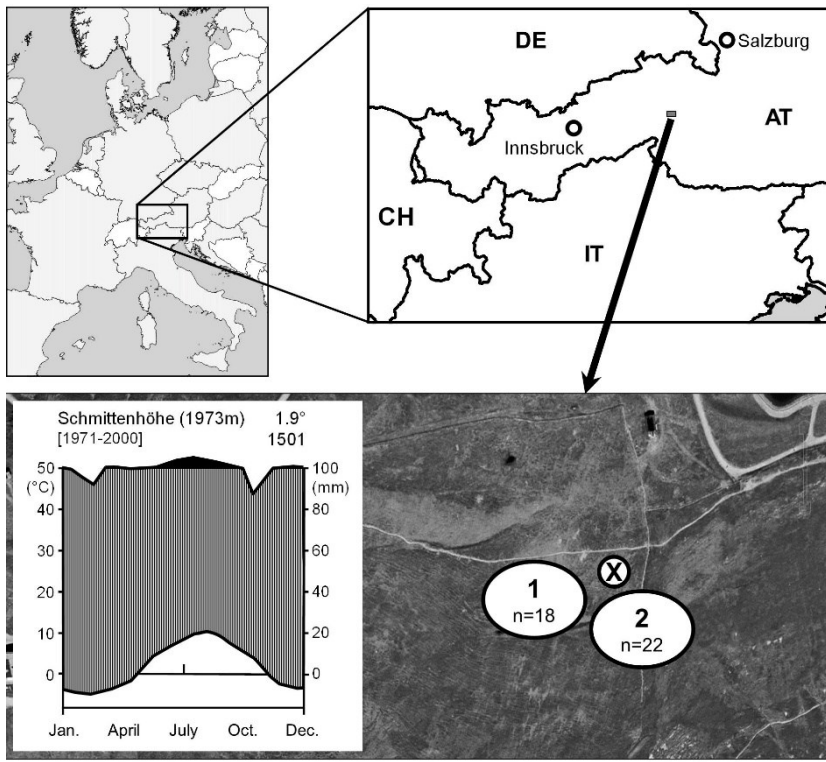 DE
Salzburg
Innsbruck
AT
CH
IT
Schmittenhöhe (1973m) 1.9°
[1971-2000] 1501
50 100
(°C) (mm)
40 80
30 60
20 40
10 20
0 0
Jan. April July Oct. Dec.
X
1
n=18
2
n=22